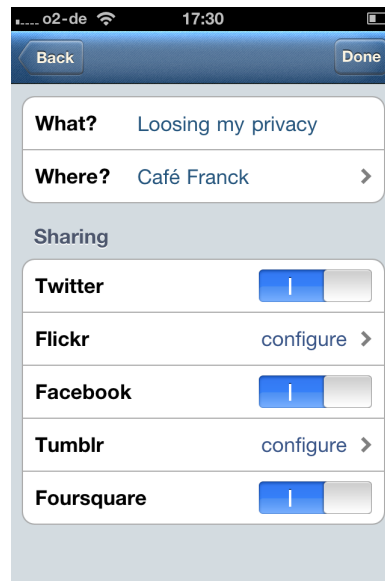 o2-de 17:30
Back Done
What? Loosing my privacy
Where? Café Franck
Sharing
Twitter
Flickr configure
Facebook
Tumblr configure
Foursquare